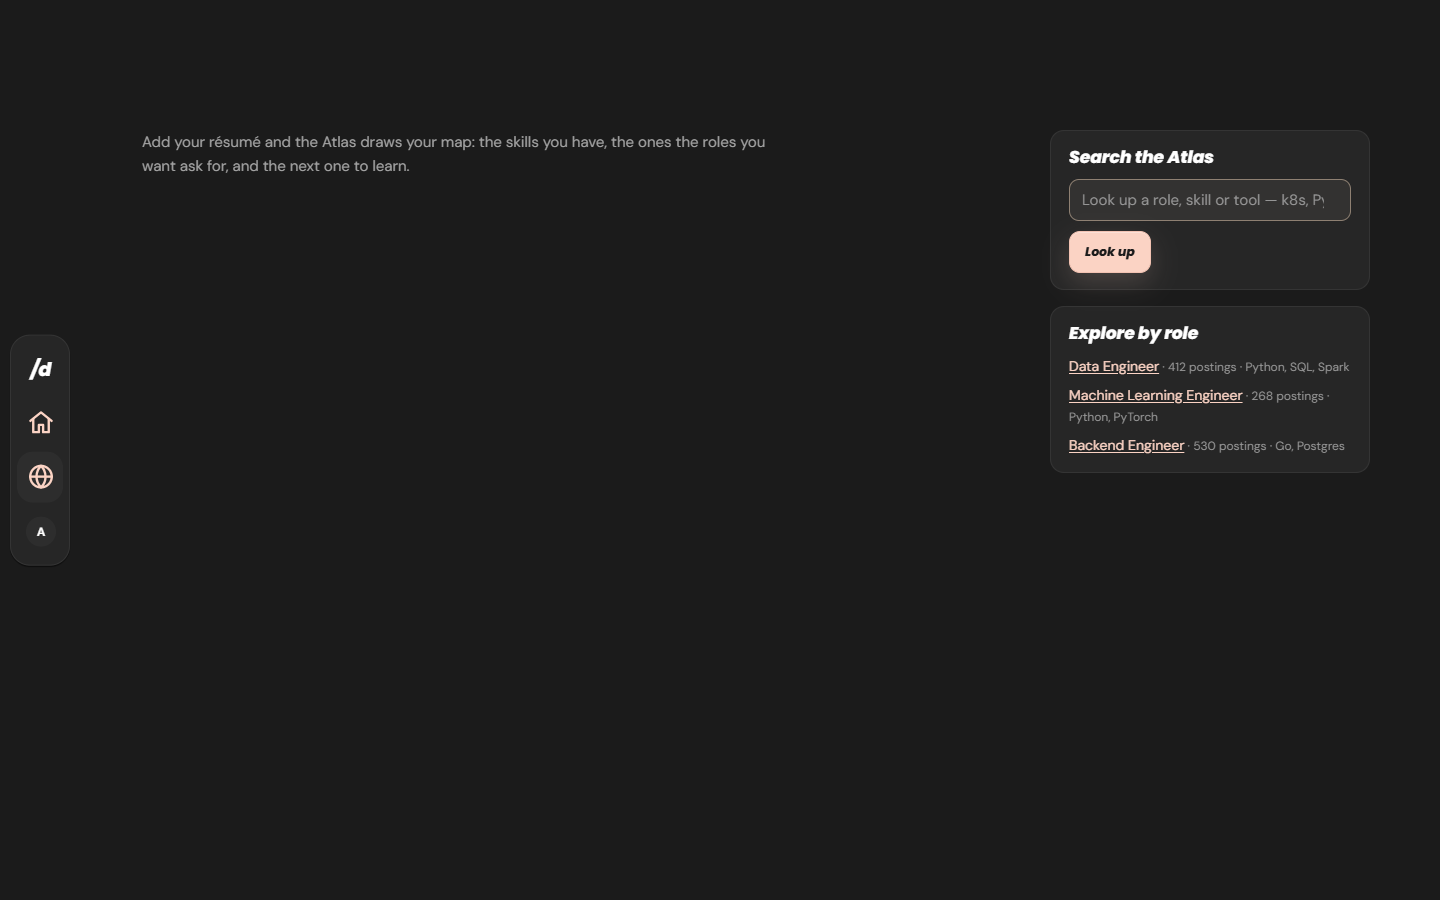 Add your résumé and the Atlas draws your map: the skills you have, the ones the roles you
want ask for, and the next one to learn.
Search the Atlas
Look up a role, skill or tool — k8s, Py
Look up
Explore by role
Data Engineer · 412 postings · Python, SQL, Spark
Machine Learning Engineer · 268 postings ·
Python, PyTorch
Backend Engineer · 530 postings · Go, Postgres
/d
A